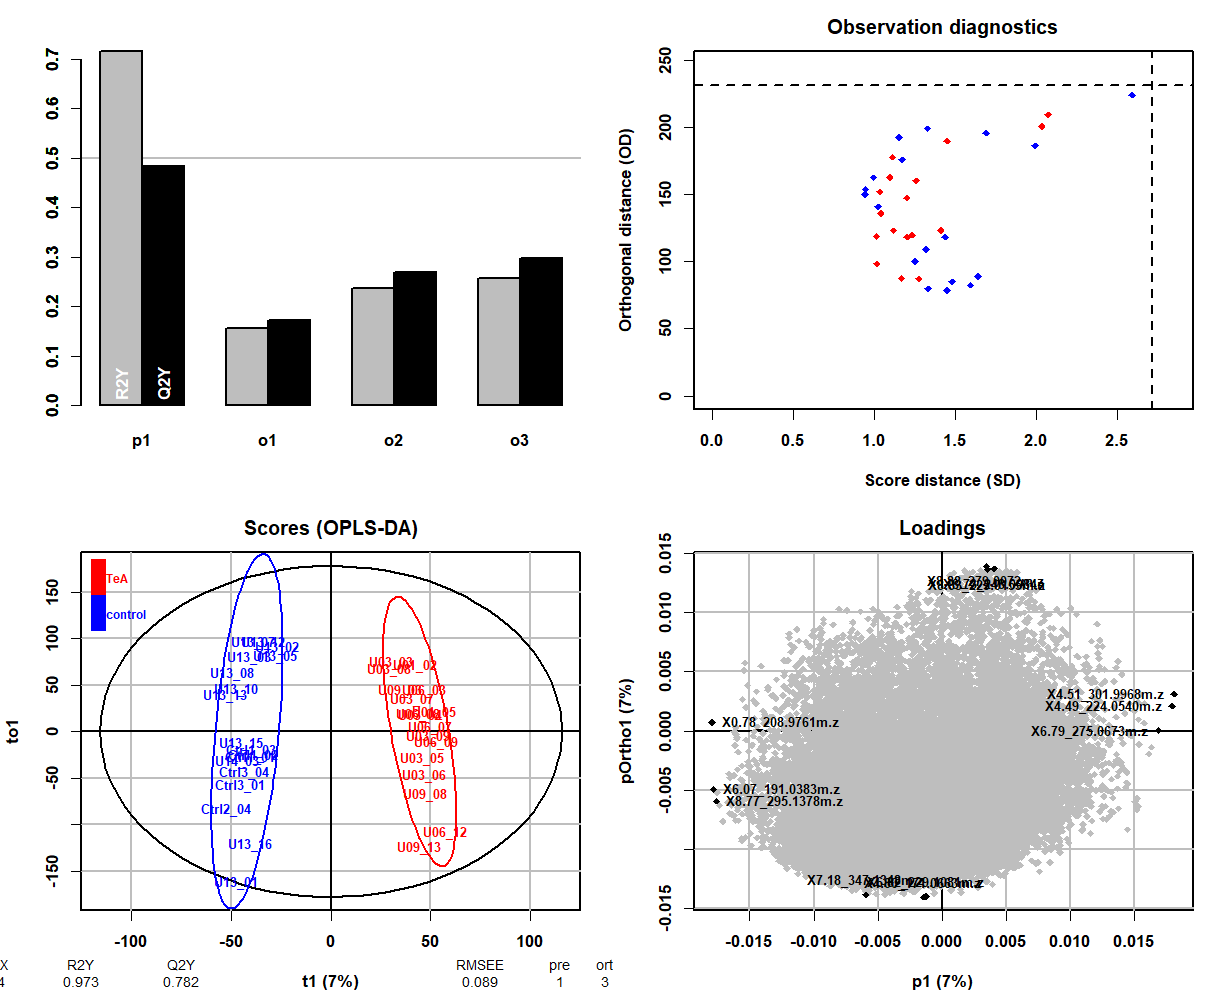 0.0 0.1 0.2 0.3 0.4 0.5 0.6 0.7
R2Y Q2Y
p1 o1 o2 o3
Observation diagnostics
Orthogonal distance (OD)
0 50 100 150 200 250
0.0 0.5 1.0 1.5 2.0 2.5
Score distance (SD)
Scores (OPLS-DA)
TeA
control
to1
-150 -50 0 50 100 150
U13_03
U13_05
U13_08
U13_10
U13_13
U13_15
Ctrl3_04
Ctrl3_01
Ctrl2_04
U13_16
U13_01
U03_03
U01_02
U03_07
U06_09
U03_05
U03_06
U09_08
U06_12
U09_13
-100 -50 0 50 100
t1 (7%)
X R2Y Q2Y RMSEE pre ort
4 0.973 0.782 0.089 1 3
Loadings
pOrtho1 (7%)
-0.015 -0.005 0.000 0.005 0.010 0.015
X4.51_301.9968m.z
X4.49_224.0540m.z
X0.78_208.9761m.z
X6.79_275.0673m.z
X6.07_191.0383m.z
X8.77_295.1378m.z
-0.015 -0.010 -0.005 0.000 0.005 0.010 0.015
p1 (7%)